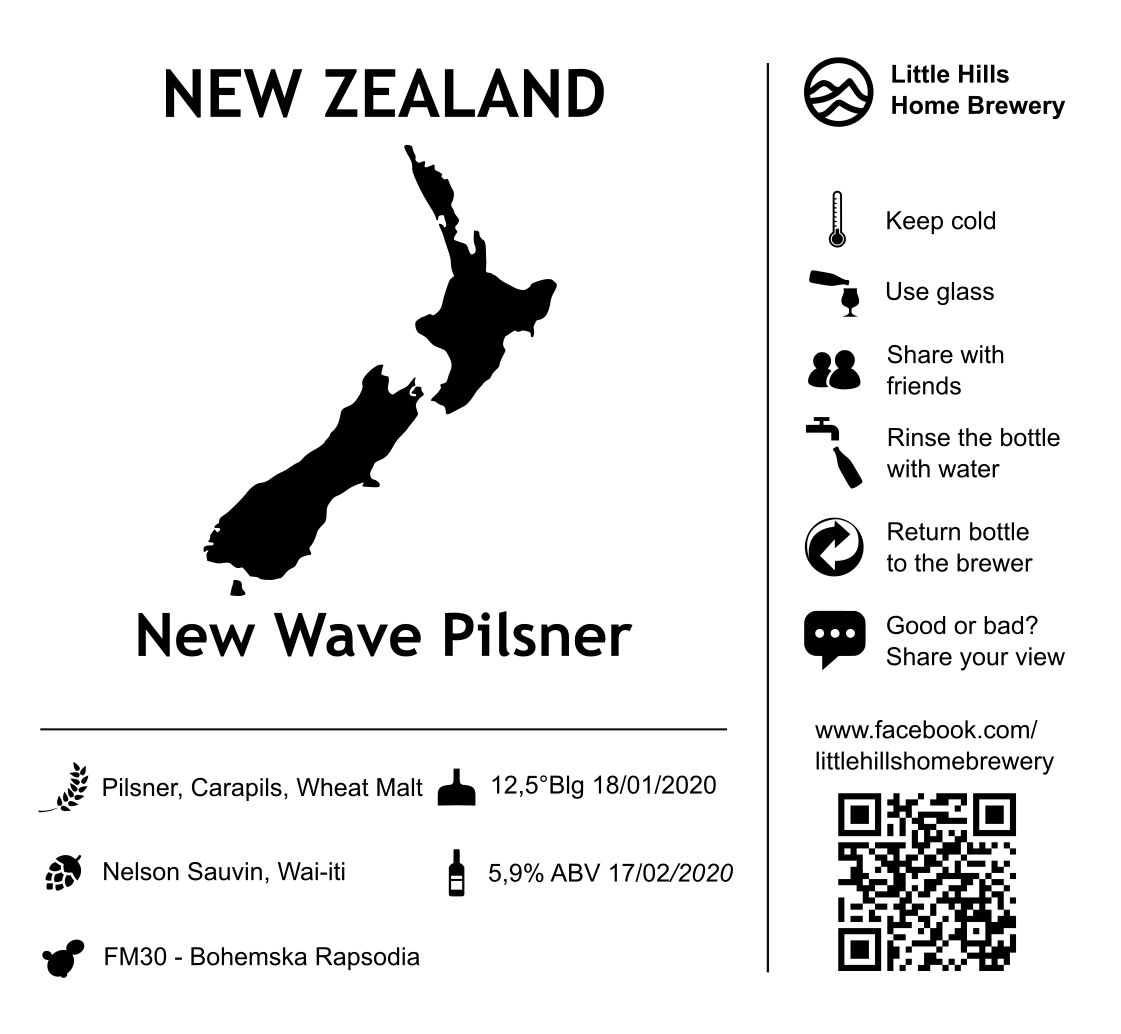 NEW ZEALAND
New Wave Pilsner
Pilsner, Carapils, Wheat Malt
12,5°Blg 18/01/2020
Nelson Sauvin, Wai-iti
5,9% ABV 17/02/2020
FM30 - Bohemska Rapsodia
Little Hills
Home Brewery
Keep cold
Use glass
Share with
friends
Rinse the bottle
with water
Return bottle
to the brewer
Good or bad?
Share your view
www.facebook.com/
littlehillshomebrewery